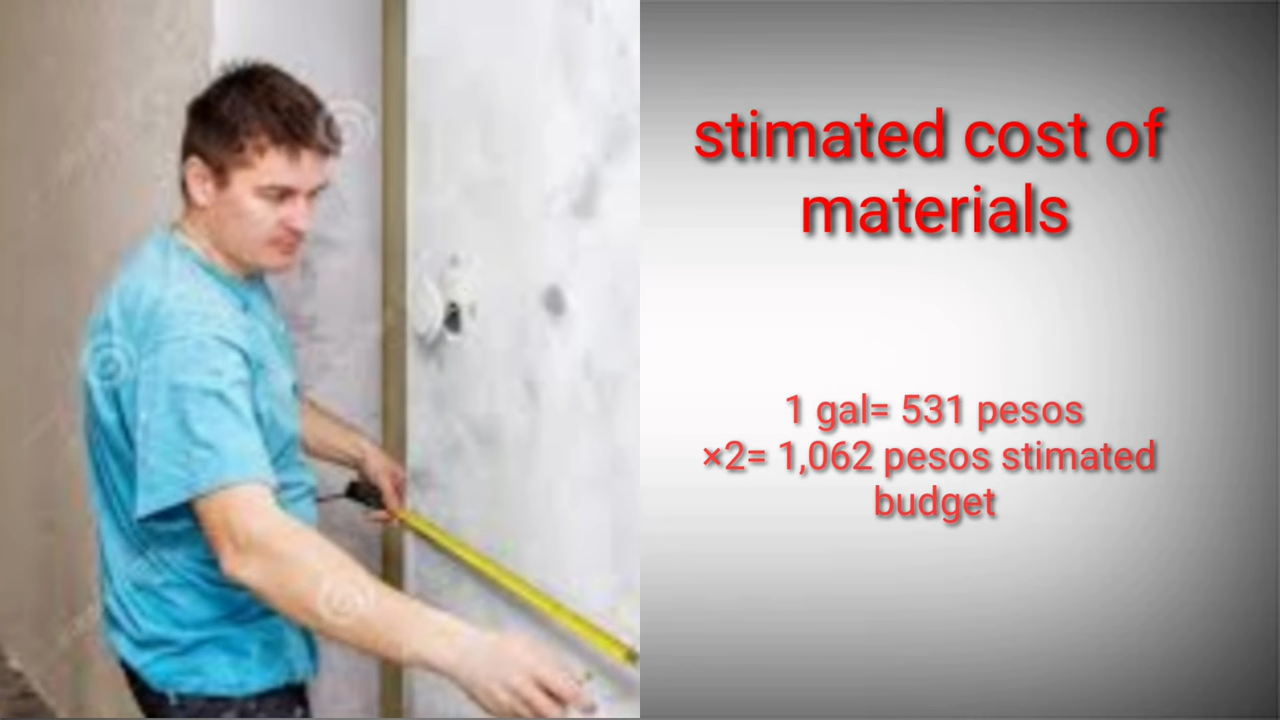 stimated cost of
materials
1 gal= 531 pesos
×2= 1,062 pesos stimated
budget